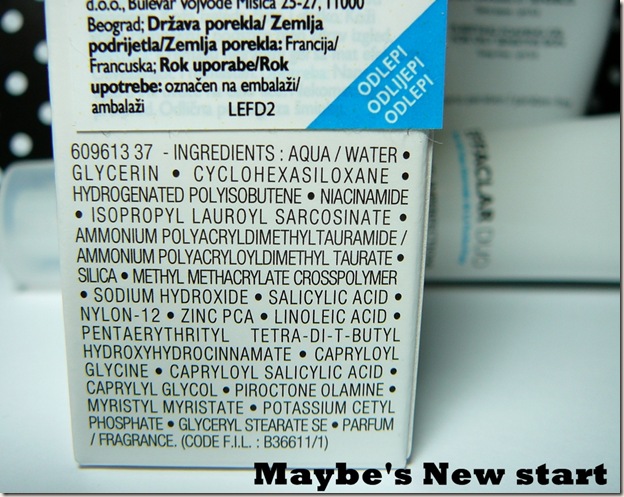 d.o.o., Bulevar Vojvode Mišića 25-27, 11000
Beograd; Država porekla/ Zemlja
podrijetla/Zemlja porekla: Francija/
Francuska; Rok uporabe/Rok
upotrebe: označen na embalaži/
ambalaži
LEFD2
ODLEPI
ODLIJEPI
ODLEPI
609613 37 - INGREDIENTS : AQUA / WATER •
GLYCERIN • CYCLOHEXASILOXANE •
HYDROGENATED POLYISOBUTENE • NIACINAMIDE
• ISOPROPYL LAUROYL SARCOSINATE •
AMMONIUM POLYACRYLDIMETHYLTAURAMIDE /
AMMONIUM POLYACRYLOYLDIMETHYL TAURATE •
SILICA • METHYL METHACRYLATE CROSSPOLYMER
• SODIUM HYDROXIDE • SALICYLIC ACID •
NYLON-12 • ZINC PCA • LINOLEIC ACID •
PENTAERYTHRITYL TETRA-DI-T-BUTYL
HYDROXYHYDROCINNAMATE • CAPRYLOYL
GLYCINE • CAPRYLOYL SALICYLIC ACID •
CAPRYLYL GLYCOL • PIROCTONE OLAMINE •
MYRISTYL MYRISTATE • POTASSIUM CETYL
PHOSPHATE • GLYCERYL STEARATE SE • PARFUM
/ FRAGRANCE. (CODE F.I.L. : B36611/1)
EFFACLAR DUO
Maybe's New start